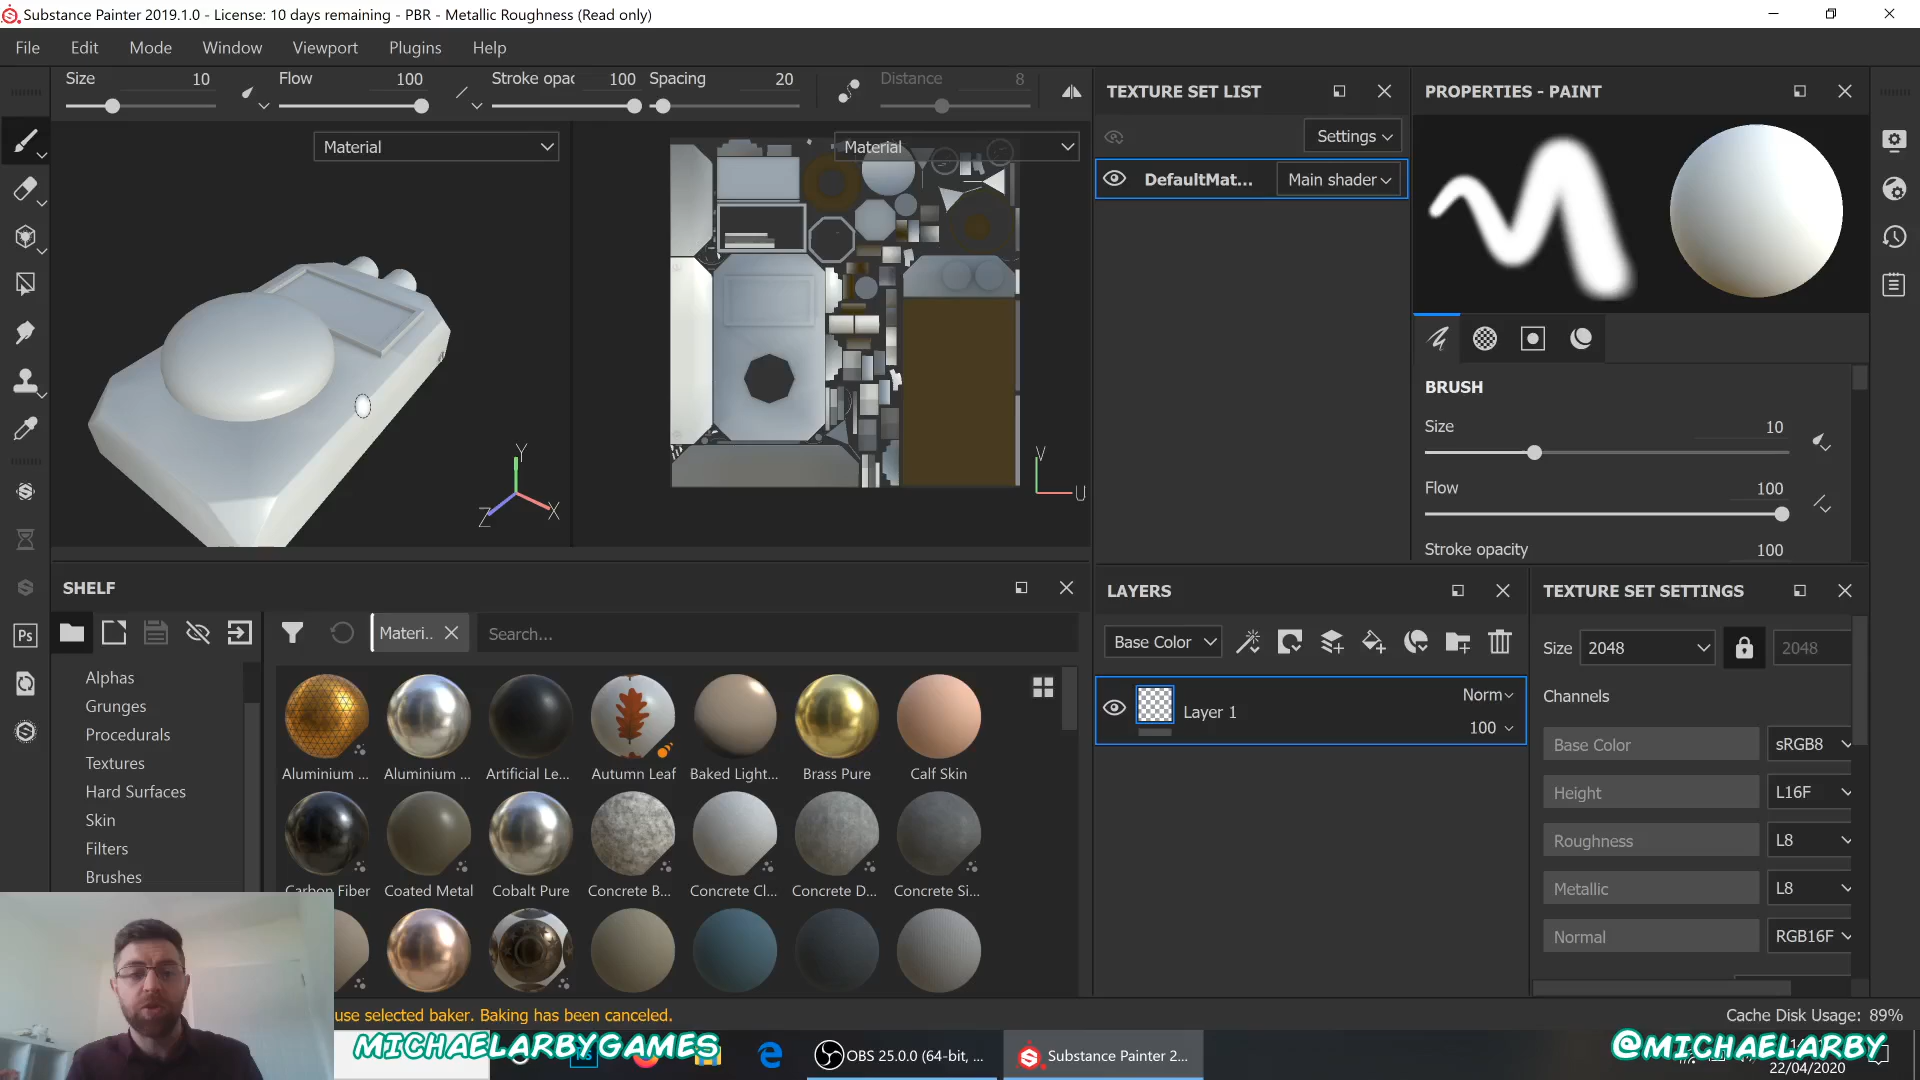 Substance Painter 2019.1.0 - License: 10 days remaining - PBR - Metallic Roughness (Read only)
File Edit Mode Window Viewport Plugins Help
Size 10 Flow 100 Stroke opac 100 Spacing 20 Distance 8
Material
Material
Y
X
Z
V
U
TEXTURE SET LIST
Settings
DefaultMat... Main shader
PROPERTIES - PAINT
BRUSH
Size 10
Flow 100
Stroke opacity 100
SHELF
Materi.. Search...
Alphas
Grunges
Procedurals
Textures
Hard Surfaces
Skin
Filters
Brushes
Aluminium ... Aluminium ... Artificial Le... Autumn Leaf Baked Light... Brass Pure Calf Skin
Carbon Fiber Coated Metal Cobalt Pure Concrete B... Concrete Cl... Concrete D... Concrete Si...
LAYERS
Base Color
Layer 1 Norm
100
TEXTURE SET SETTINGS
Size 2048 2048
Channels
Base Color sRGB8
Height L16F
Roughness L8
Metallic L8
Normal RGB16F
Ps
use selected baker. Baking has been canceled.
Cache Disk Usage: 89%
MICHAELARBYGAMES
OBS 25.0.0 (64-bit, ...
Substance Painter 2...
@MICHAELARBY
22/04/2020